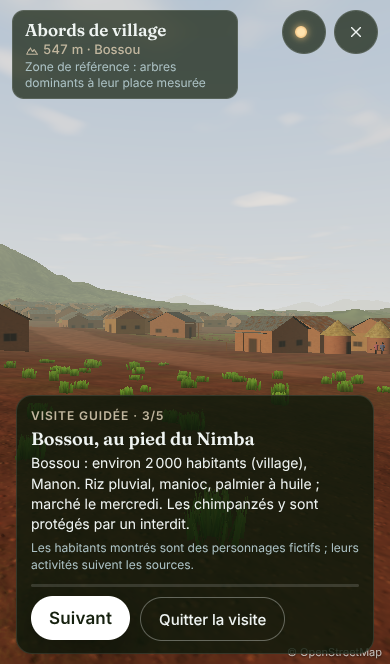 Abords de village
547 m · Bossou
Zone de référence : arbres
dominants à leur place mesurée
VISITE GUIDÉE · 3/5
Bossou, au pied du Nimba
Bossou : environ 2 000 habitants (village),
Manon. Riz pluvial, manioc, palmier à huile ;
marché le mercredi. Les chimpanzés y sont
protégés par un interdit.
Les habitants montrés sont des personnages fictifs ; leurs
activités suivent les sources.
Suivant
Quitter la visite
© OpenStreetMap